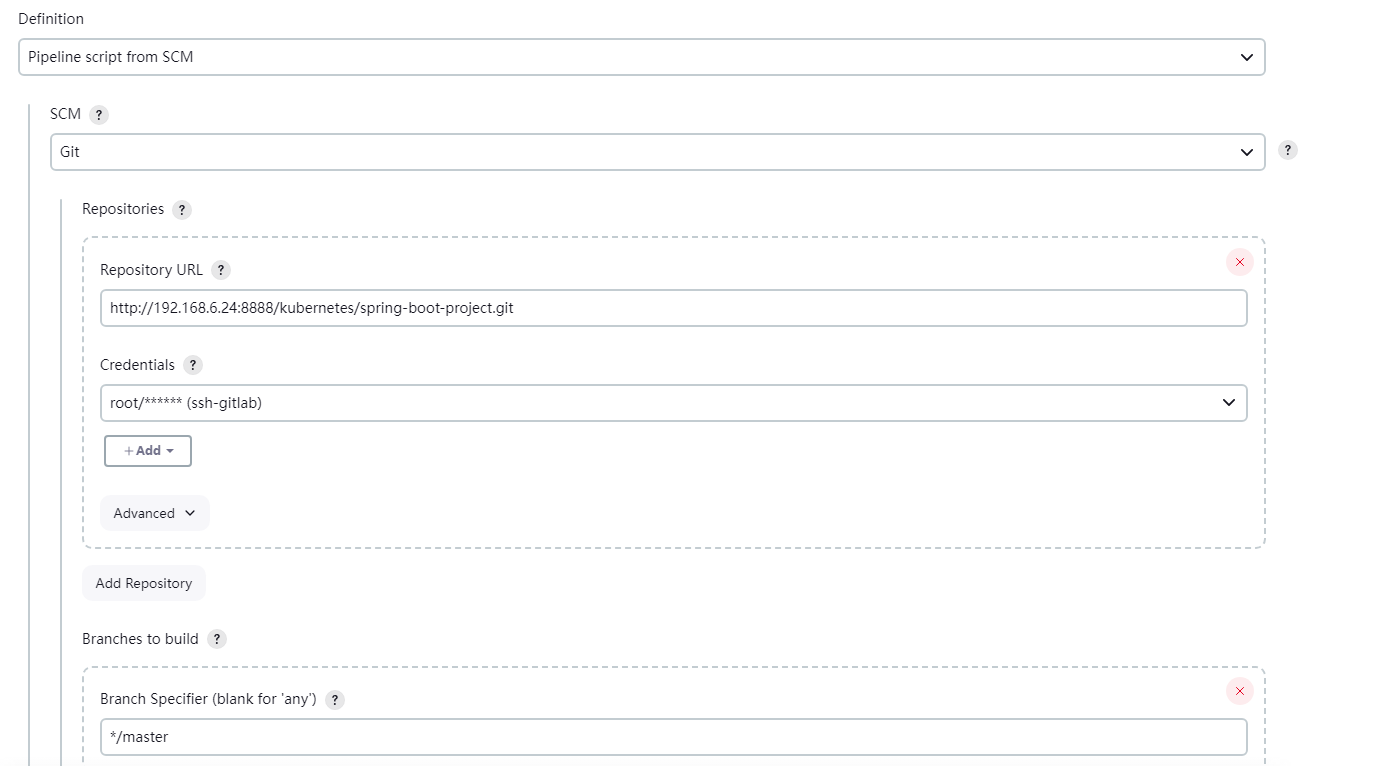 Definition
Pipeline script from SCM
SCM ?
Git
?
Repositories ?
Repository URL ?
http://192.168.6.24:8888/kubernetes/spring-boot-project.git
Credentials ?
root/****** (ssh-gitlab)
+ Add
Advanced
Add Repository
Branches to build ?
Branch Specifier (blank for 'any') ?
*/master